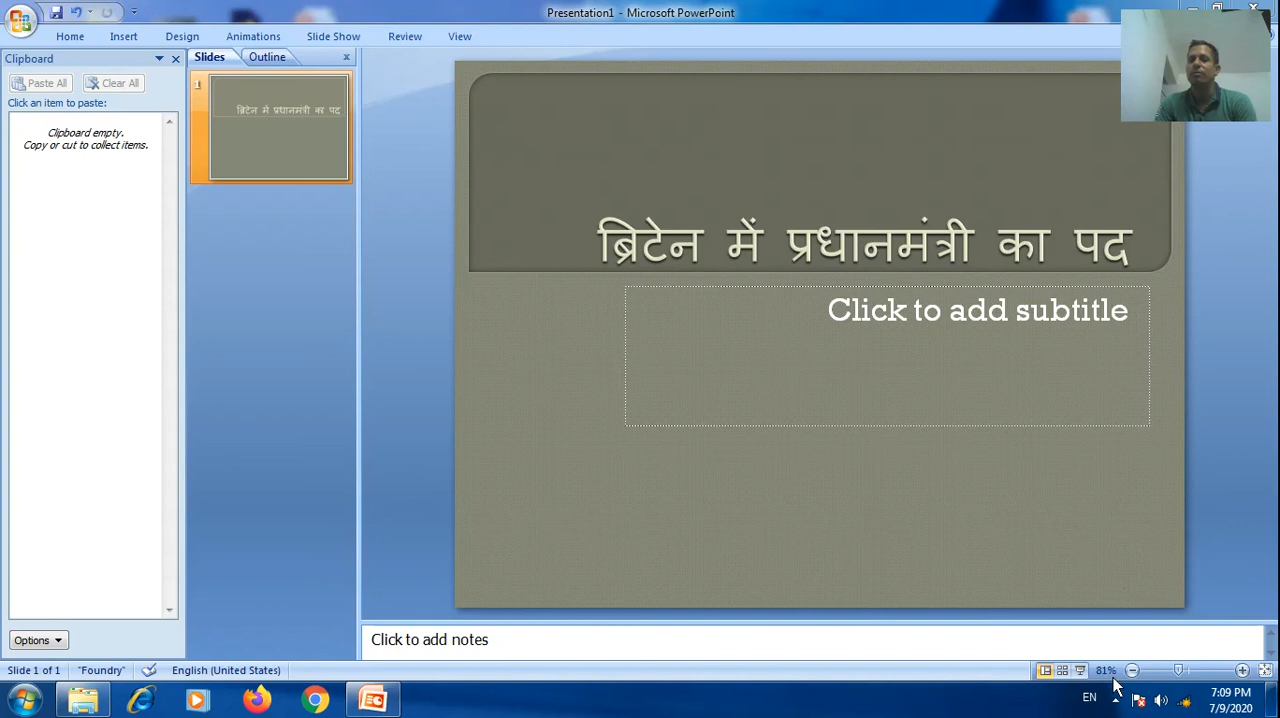 Presentation1 - Microsoft PowerPoint
Home Insert Design Animations Slide Show Review View
Clipboard
Slides Outline
Paste All Clear All
Click an item to paste:
Clipboard empty.
Copy or cut to collect items.
1
ब्रिटेन में प्रधानमंत्री का पद
ब्रिटेन में प्रधानमंत्री का पद
Click to add subtitle
Options
Click to add notes
Slide 1 of 1 "Foundry" English (United States) 81%
EN 7:09 PM
7/9/2020